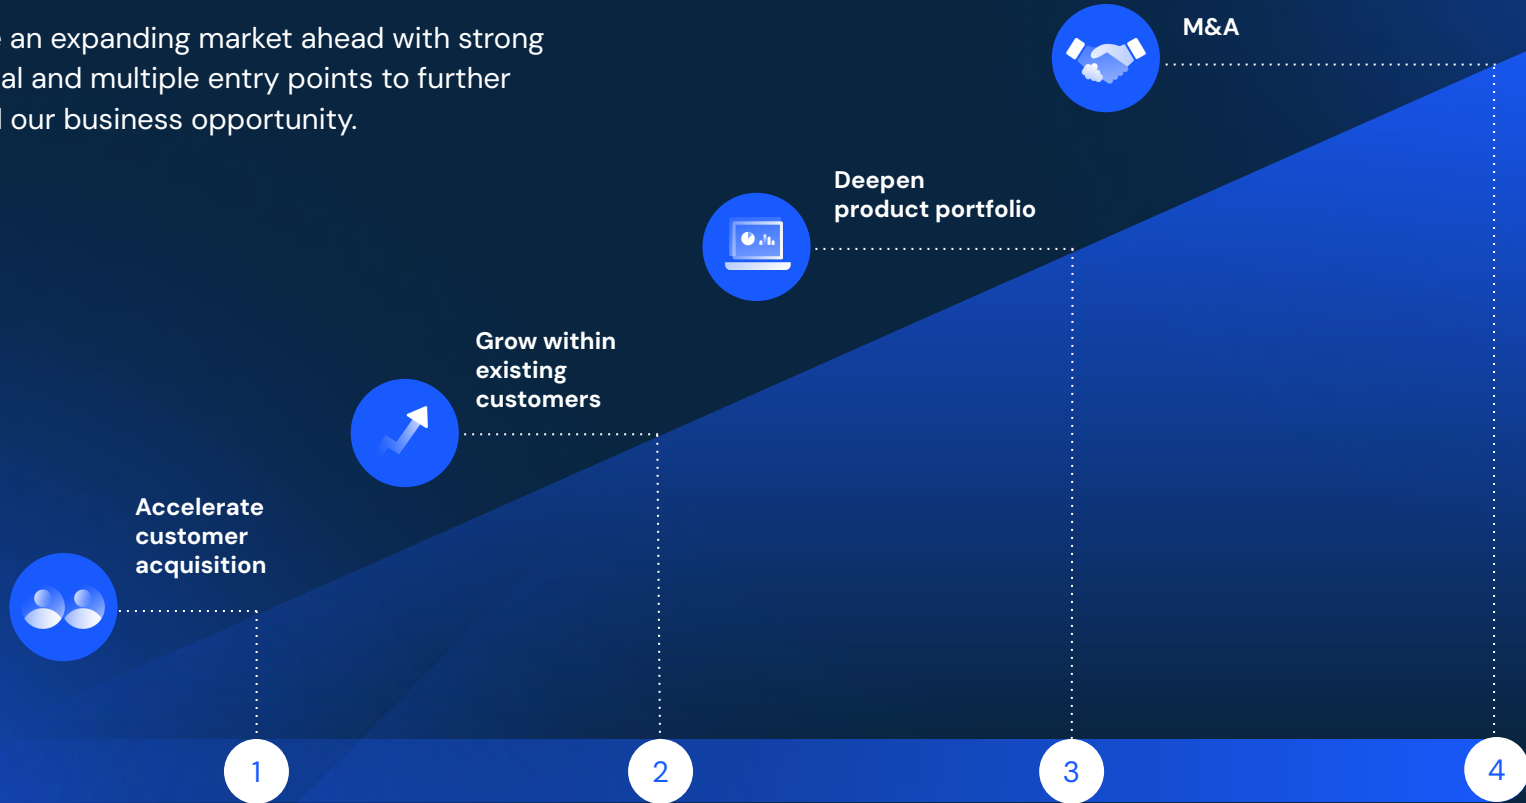 an expanding market ahead with strong
and multiple entry points to further
our business opportunity.
M&A
Deepen
product portfolio
Grow within
existing
customers
Accelerate
customer
acquisition
1
2
3
4